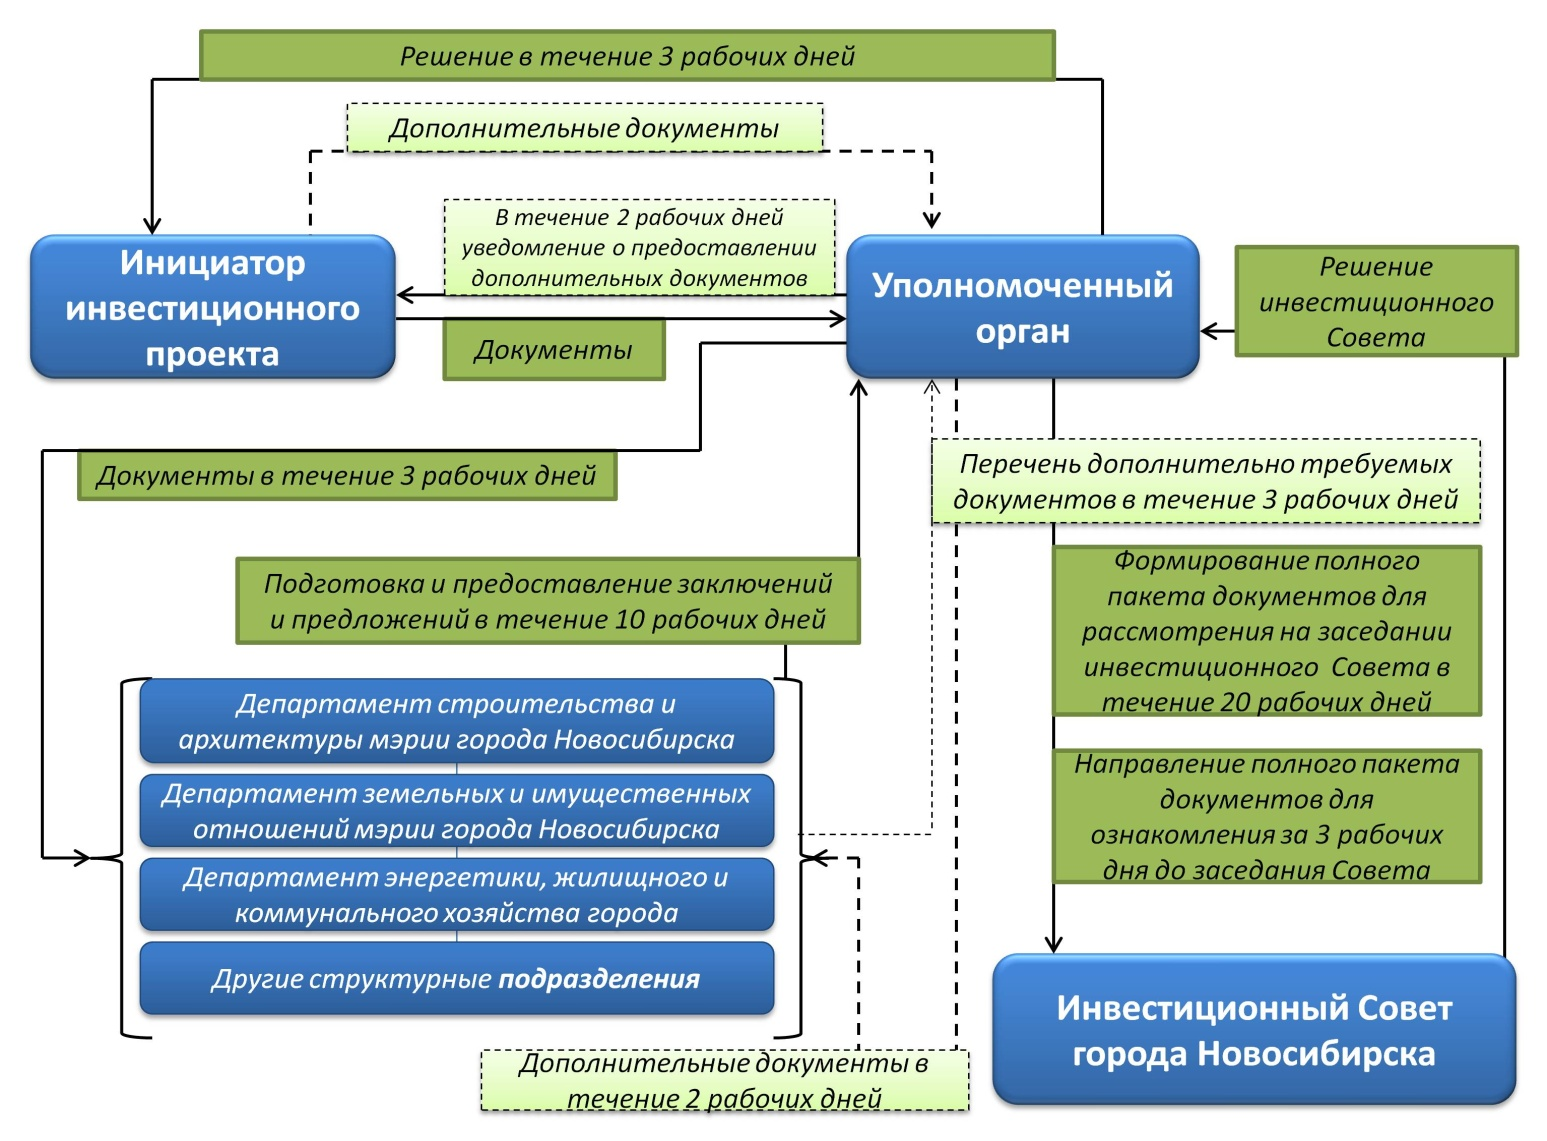 Решение в течение 3 рабочих дней
Дополнительные документы
В течение 2 рабочих дней
уведомление о предоставлении
дополнительных документов
Инициатор
инвестиционного
проекта
Уполномоченный
орган
Решение
инвестиционного
Совета
Документы
Документы в течение 3 рабочих дней
Перечень дополнительно требуемых
документов в течение 3 рабочих дней
Подготовка и предоставление заключений
и предложений в течение 10 рабочих дней
Формирование полного
пакета документов для
рассмотрения на заседании
инвестиционного Совета в
течение 20 рабочих дней
Департамент строительства и
архитектуры мэрии города Новосибирска
Департамент земельных и имущественных
отношений мэрии города Новосибирска
Департамент энергетики, жилищного и
коммунального хозяйства города
Другие структурные подразделения
Направление полного пакета
документов для
ознакомления за 3 рабочих
дня до заседания Совета
Инвестиционный Совет
города Новосибирска
Дополнительные документы в
течение 2 рабочих дней